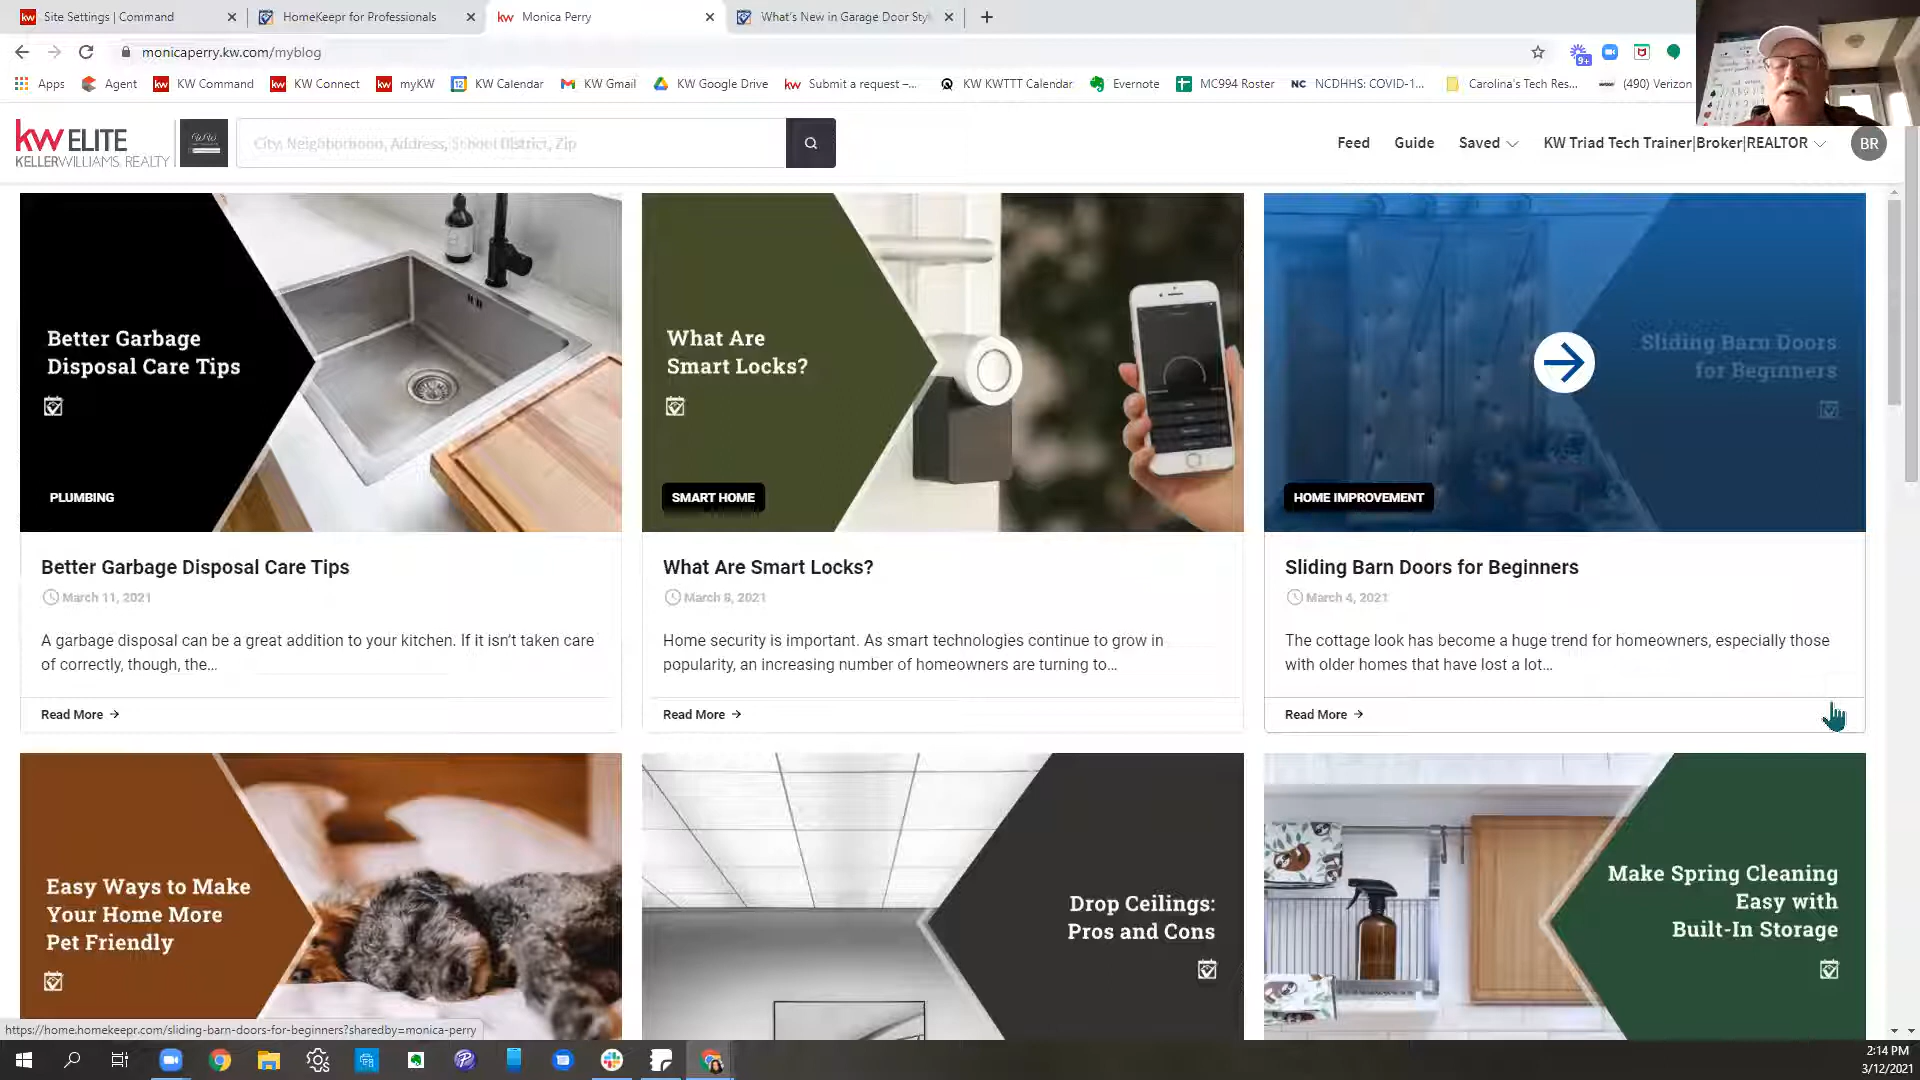 Site Settings | Command
HomeKeepr for Professionals
kw Monica Perry
What's New in Garage Door Sty
monicaperry.kw.com/myblog
9+
Apps
Agent
kw KW Command
kw KW Connect
kw myKW
12 KW Calendar
KW Gmail
KW Google Drive
kw Submit a request –...
KW KWTTT Calendar
Evernote
MC994 Roster
NC NCDHHS: COVID-1...
Carolina's Tech Res...
(490) Verizon
kw ELITE
KELLERWILLIAMS. REALTY
City, Neighborhood, Address, School District, Zip
Feed
Guide
Saved
KW Triad Tech Trainer|Broker|REALTOR
BR
Better Garbage
Disposal Care Tips
PLUMBING
What Are
Smart Locks?
SMART HOME
Sliding Barn Doors
for Beginners
HOME IMPROVEMENT
Better Garbage Disposal Care Tips
March 11, 2021
A garbage disposal can be a great addition to your kitchen. If it isn't taken care
of correctly, though, the...
Read More →
What Are Smart Locks?
March 8, 2021
Home security is important. As smart technologies continue to grow in
popularity, an increasing number of homeowners are turning to...
Read More →
Sliding Barn Doors for Beginners
March 4, 2021
The cottage look has become a huge trend for homeowners, especially those
with older homes that have lost a lot...
Read More →
Easy Ways to Make
Your Home More
Pet Friendly
Drop Ceilings:
Pros and Cons
Make Spring Cleaning
Easy with
Built-In Storage
https://home.homekeepr.com/sliding-barn-doors-for-beginners?sharedby=monica-perry
2:14 PM
3/12/2021